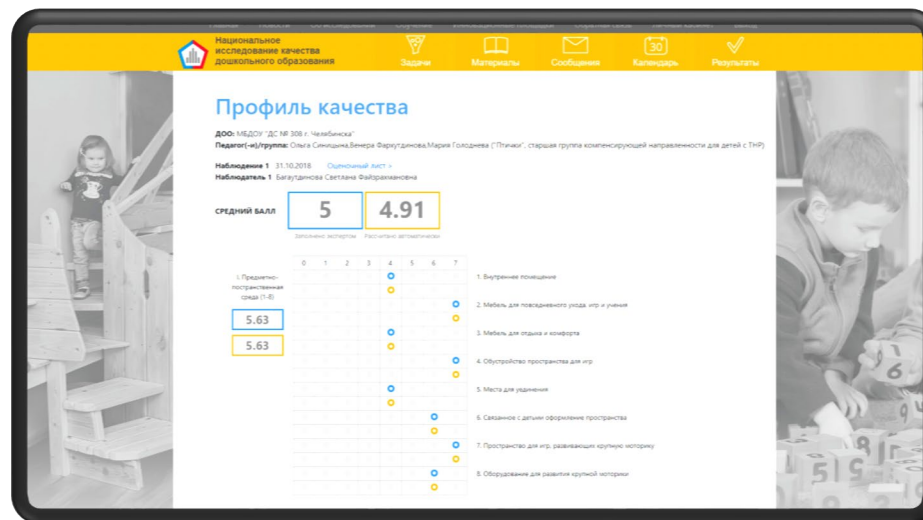 Национальное
исследование качества
дошкольного образования
Задачи
Материалы
Сообщения
30
Календарь
Результаты
Профиль качества
ДОО: МБДОУ "ДС № 308 г. Челябинска"
Педагог(-и)/группа: Ольга Синицына,Венера Фархутдинова,Мария Голоднева ("Птички", старшая группа компенсирующей направленности для детей с ТНР)
Наблюдение 1 31.10.2018 Оценочный лист »
Наблюдатель 1 Багаутдинова Светлана Файзрахмановна
СРЕДНИЙ БАЛЛ 5 4.91
Заполнено экспертом Рассчитано автоматически
0 1 2 3 4 5 6 7
I. Предметно-
постранственная
среда (1-8)
5.63
5.63
1. Внутреннее помещение
2. Мебель для повседневного ухода, игр и учения
3. Мебель для отдыха и комфорта
4. Обустройство пространства для игр
5. Места для уединения
6. Связанное с детьми оформление пространства
7. Пространство для игр, развивающих крупную моторику
8. Оборудование для развития крупной моторики